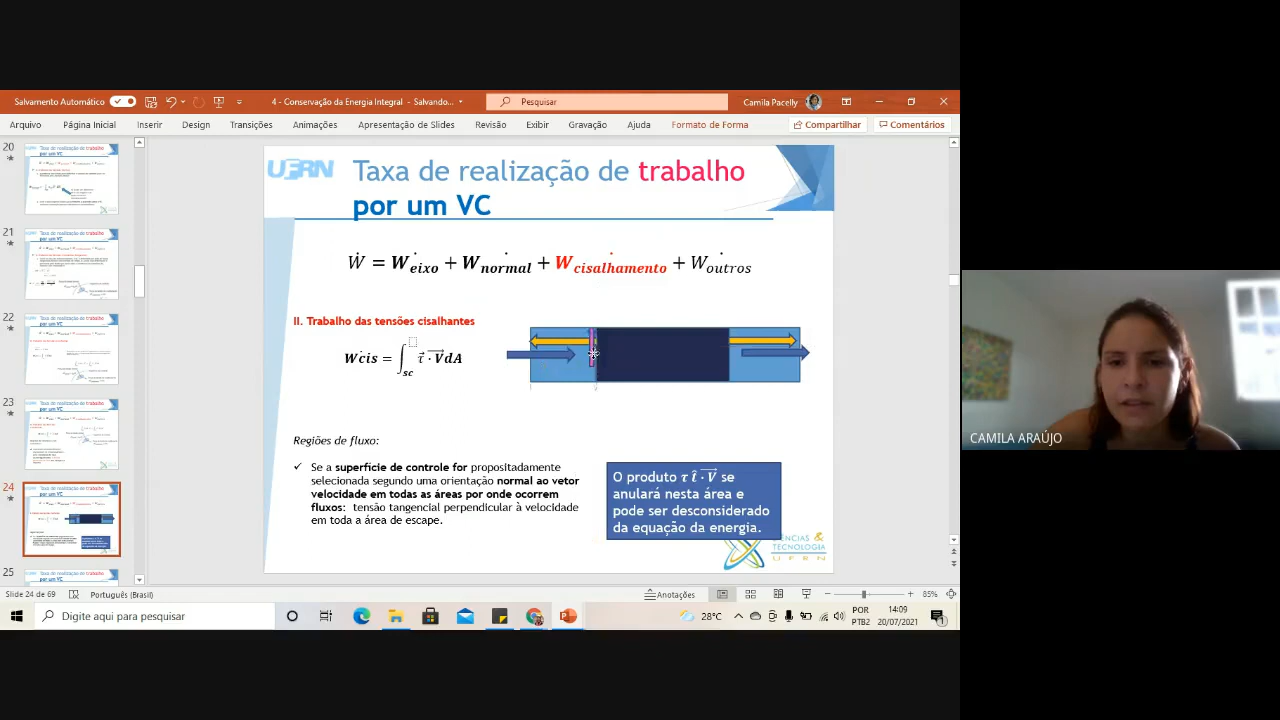 Salvamento Automático
4 - Conservação da Energia Integral - Salvando...
Pesquisar
Camila Pacelly
Arquivo
Página Inicial
Inserir
Design
Transições
Animações
Apresentação de Slides
Revisão
Exibir
Gravação
Ajuda
Formato de Forma
Compartilhar
Comentários
20
21
22
23
24
25
UFRN
Taxa de realização de trabalho
por um VC
Ẇ = Ẇeixo + Wnormal + Ẇcisalhamento + Ẇoutros
II. Trabalho das tensões cisalhantes
Ẇcis = ∫sc τ⃗ · V⃗dA
Regiões de fluxo:
✓ Se a superfície de controle for propositadamente
selecionada segundo uma orientação normal ao vetor
velocidade em todas as áreas por onde ocorrem
fluxos: tensão tangencial perpendicular à velocidade
em toda a área de escape.
O produto τ t̂ · V⃗ se
anulará nesta área e
pode ser desconsiderado
da equação da energia.
CIÊNCIAS &
TECNOLOGIA
UFRN
CAMILA ARAÚJO
Slide 24 de 69
Português (Brasil)
Anotações
85%
Digite aqui para pesquisar
28°C
POR
PTB2
14:09
20/07/2021
1